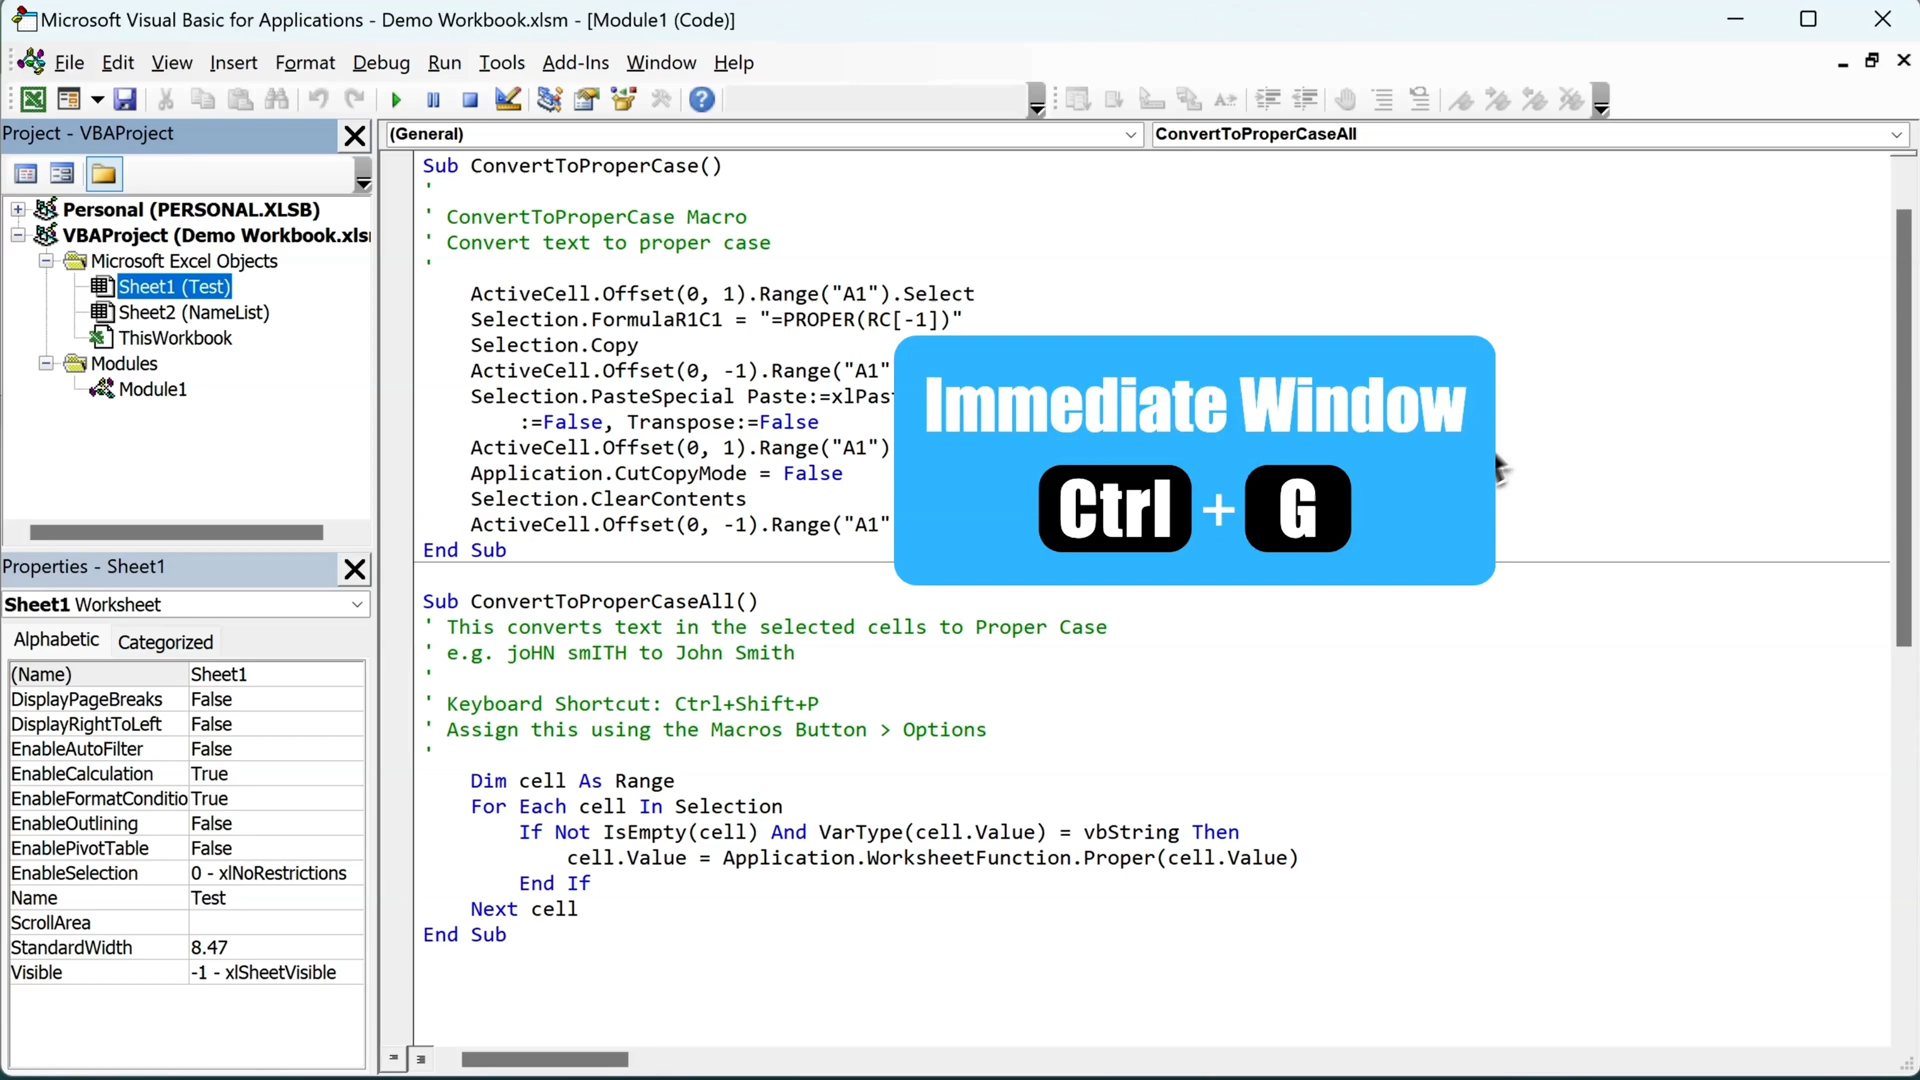 Microsoft Visual Basic for Applications - Demo Workbook.xlsm - [Module1 (Code)]
File Edit View Insert Format Debug Run Tools Add-Ins Window Help
Project - VBAProject
Personal (PERSONAL.XLSB)
VBAProject (Demo Workbook.xls
Microsoft Excel Objects
Sheet1 (Test)
Sheet2 (NameList)
ThisWorkbook
Modules
Module1
Properties - Sheet1
Sheet1 Worksheet
Alphabetic Categorized
(Name) Sheet1
DisplayPageBreaks False
DisplayRightToLeft False
EnableAutoFilter False
EnableCalculation True
EnableFormatConditio True
EnableOutlining False
EnablePivotTable False
EnableSelection 0 - xlNoRestrictions
Name Test
ScrollArea
StandardWidth 8.47
Visible -1 - xlSheetVisible
(General) ConvertToProperCaseAll
Sub ConvertToProperCase()
'
' ConvertToProperCase Macro
' Convert text to proper case
'
ActiveCell.Offset(0, 1).Range("A1").Select
Selection.FormulaR1C1 = "=PROPER(RC[-1])"
Selection.Copy
ActiveCell.Offset(0, -1).Range("A1"
Selection.PasteSpecial Paste:=xlPas
:=False, Transpose:=False
ActiveCell.Offset(0, 1).Range("A1")
Application.CutCopyMode = False
Selection.ClearContents
ActiveCell.Offset(0, -1).Range("A1"
End Sub
Immediate Window
Ctrl + G
Sub ConvertToProperCaseAll()
' This converts text in the selected cells to Proper Case
' e.g. joHN smITH to John Smith
'
' Keyboard Shortcut: Ctrl+Shift+P
' Assign this using the Macros Button > Options
'
Dim cell As Range
For Each cell In Selection
If Not IsEmpty(cell) And VarType(cell.Value) = vbString Then
cell.Value = Application.WorksheetFunction.Proper(cell.Value)
End If
Next cell
End Sub